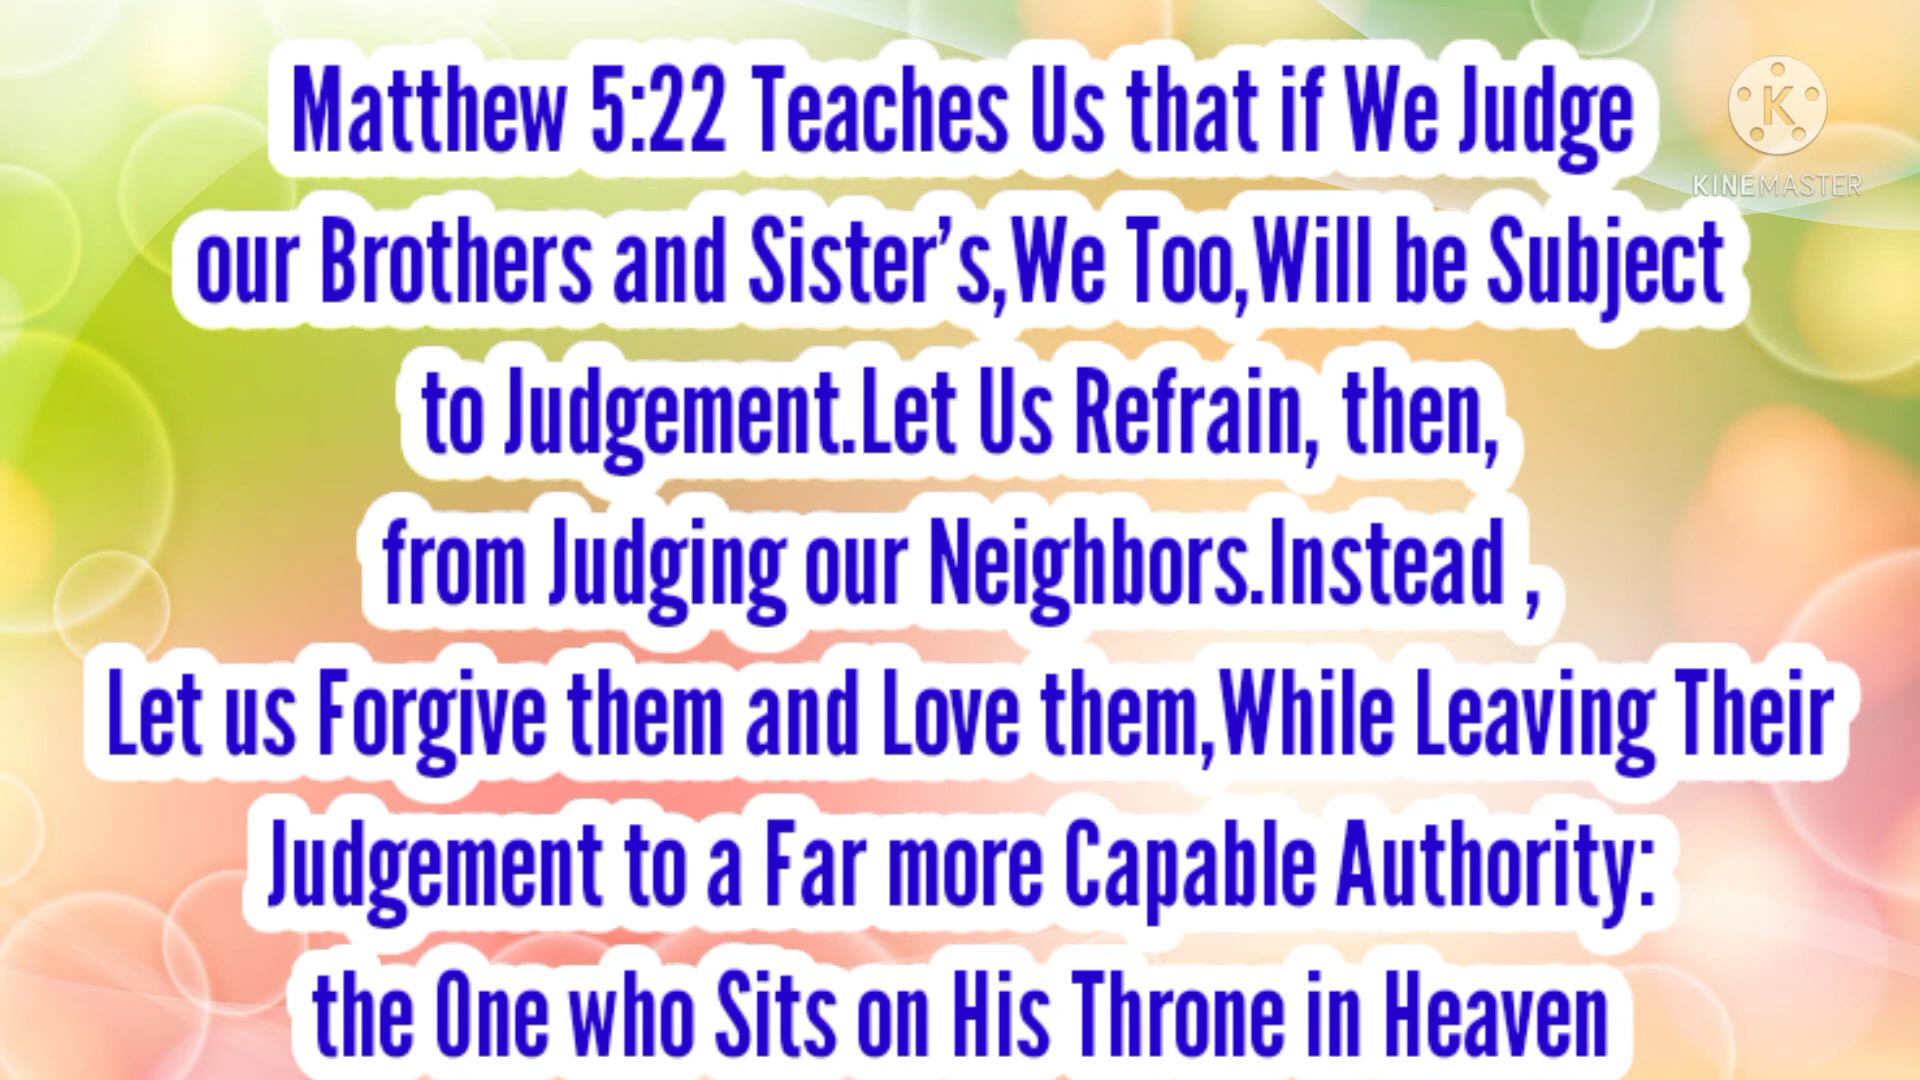 Matthew 5:22 Teaches Us that if We Judge
our Brothers and Sister’s,We Too,Will be Subject
to Judgement.Let Us Refrain, then,
from Judging our Neighbors.Instead ,
Let us Forgive them and Love them,While Leaving Their
Judgement to a Far more Capable Authority:
the One who Sits on His Throne in Heaven
K
KINEMASTER